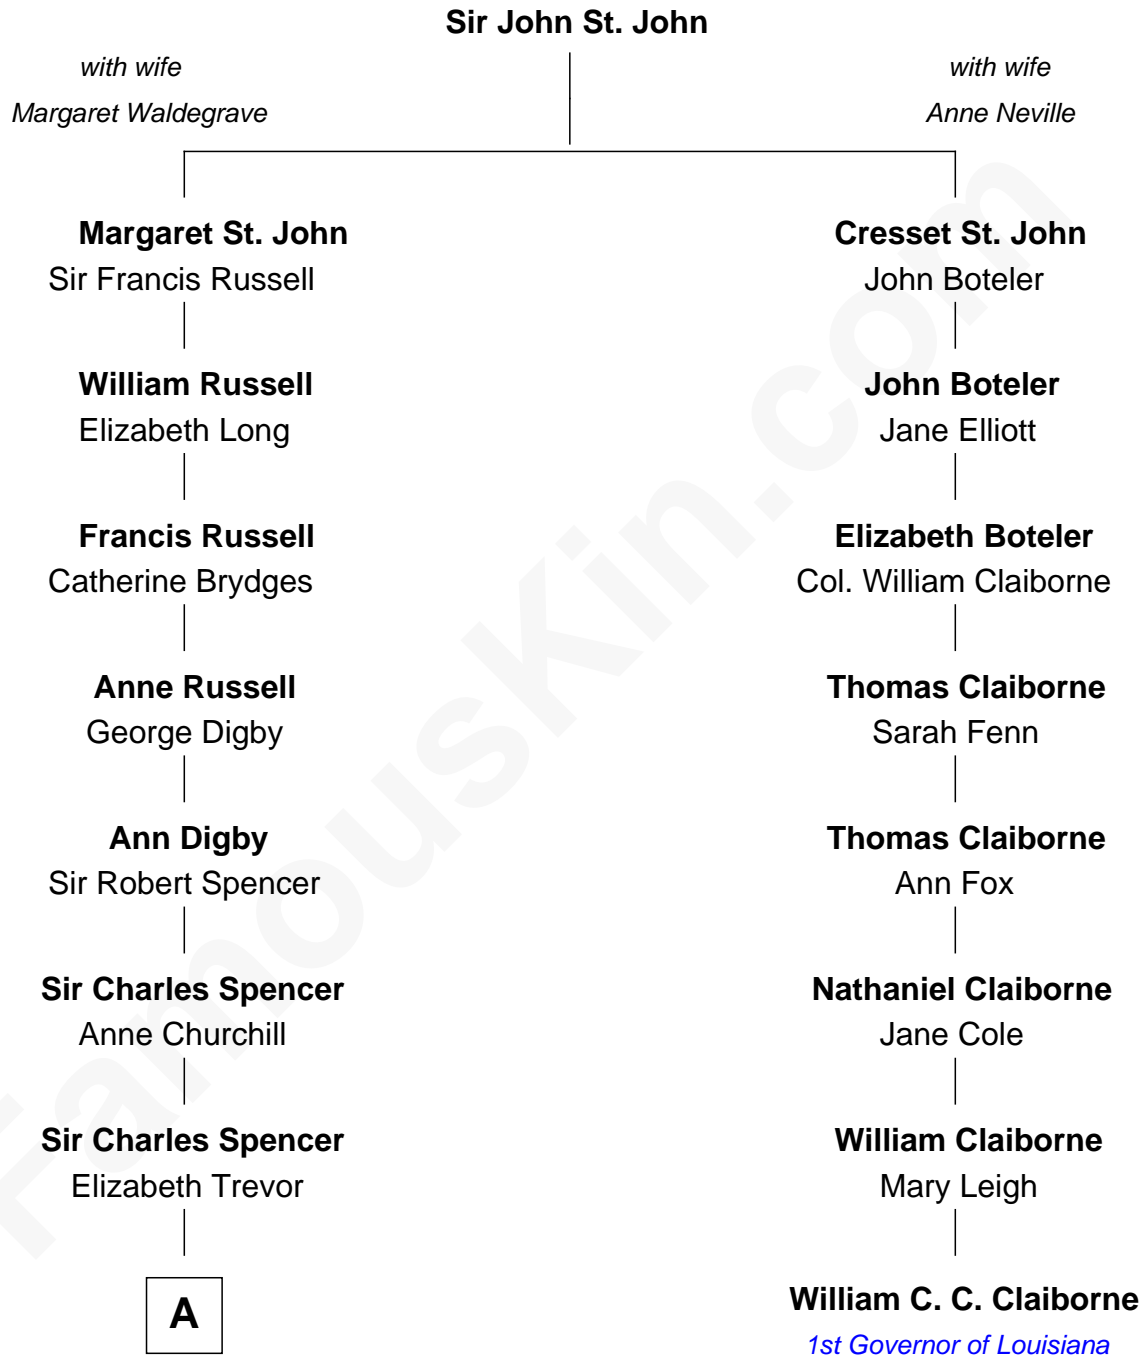 Sir John St. John
with wife
Margaret Waldegrave
with wife
Anne Neville
Margaret St. John
Sir Francis Russell
William Russell
Elizabeth Long
Francis Russell
Catherine Brydges
Anne Russell
George Digby
Ann Digby
Sir Robert Spencer
Sir Charles Spencer
Anne Churchill
Sir Charles Spencer
Elizabeth Trevor
A
Cresset St. John
John Boteler
John Boteler
Jane Elliott
Elizabeth Boteler
Col. William Claiborne
Thomas Claiborne
Sarah Fenn
Thomas Claiborne
Ann Fox
Nathaniel Claiborne
Jane Cole
William Claiborne
Mary Leigh
William C. C. Claiborne
1st Governor of Louisiana
FamousKin.com